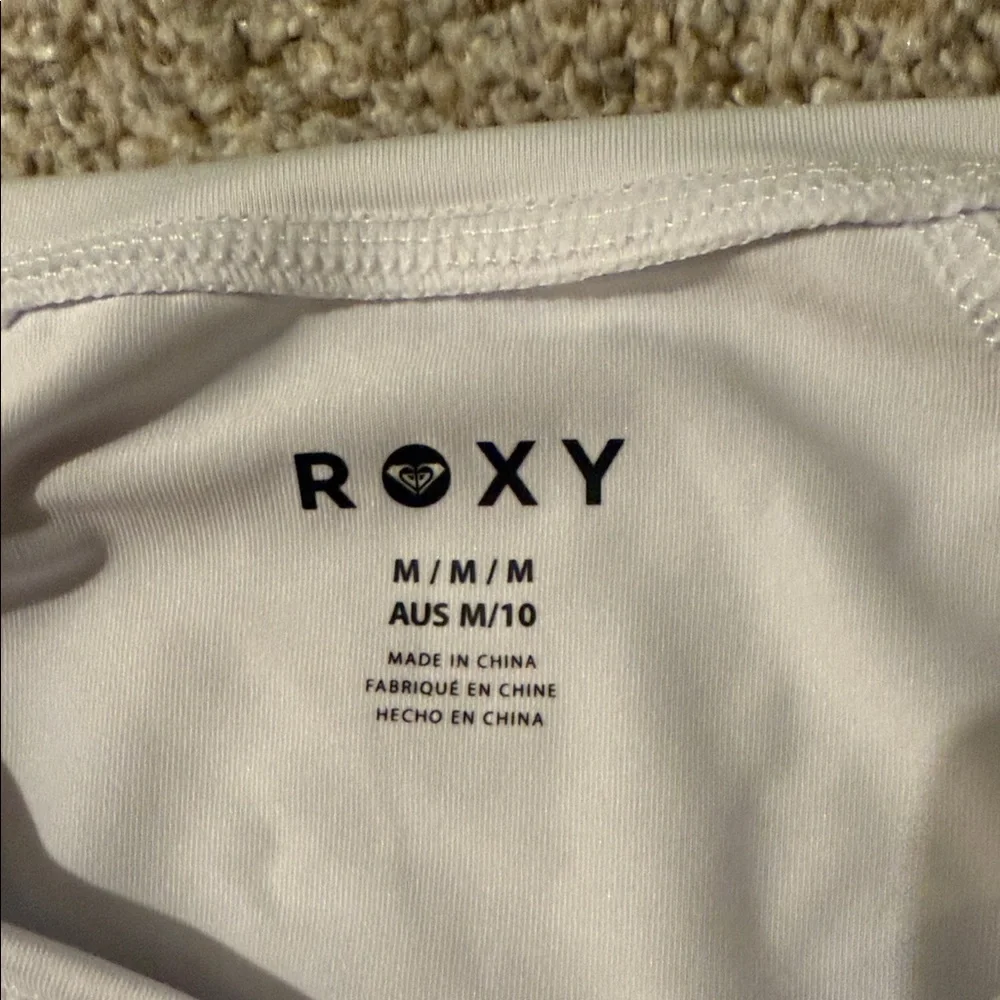 ROXY
M / M / M
AUS M/10
MADE IN CHINA
FABRIQUÉ EN CHINE
HECHO EN CHINA